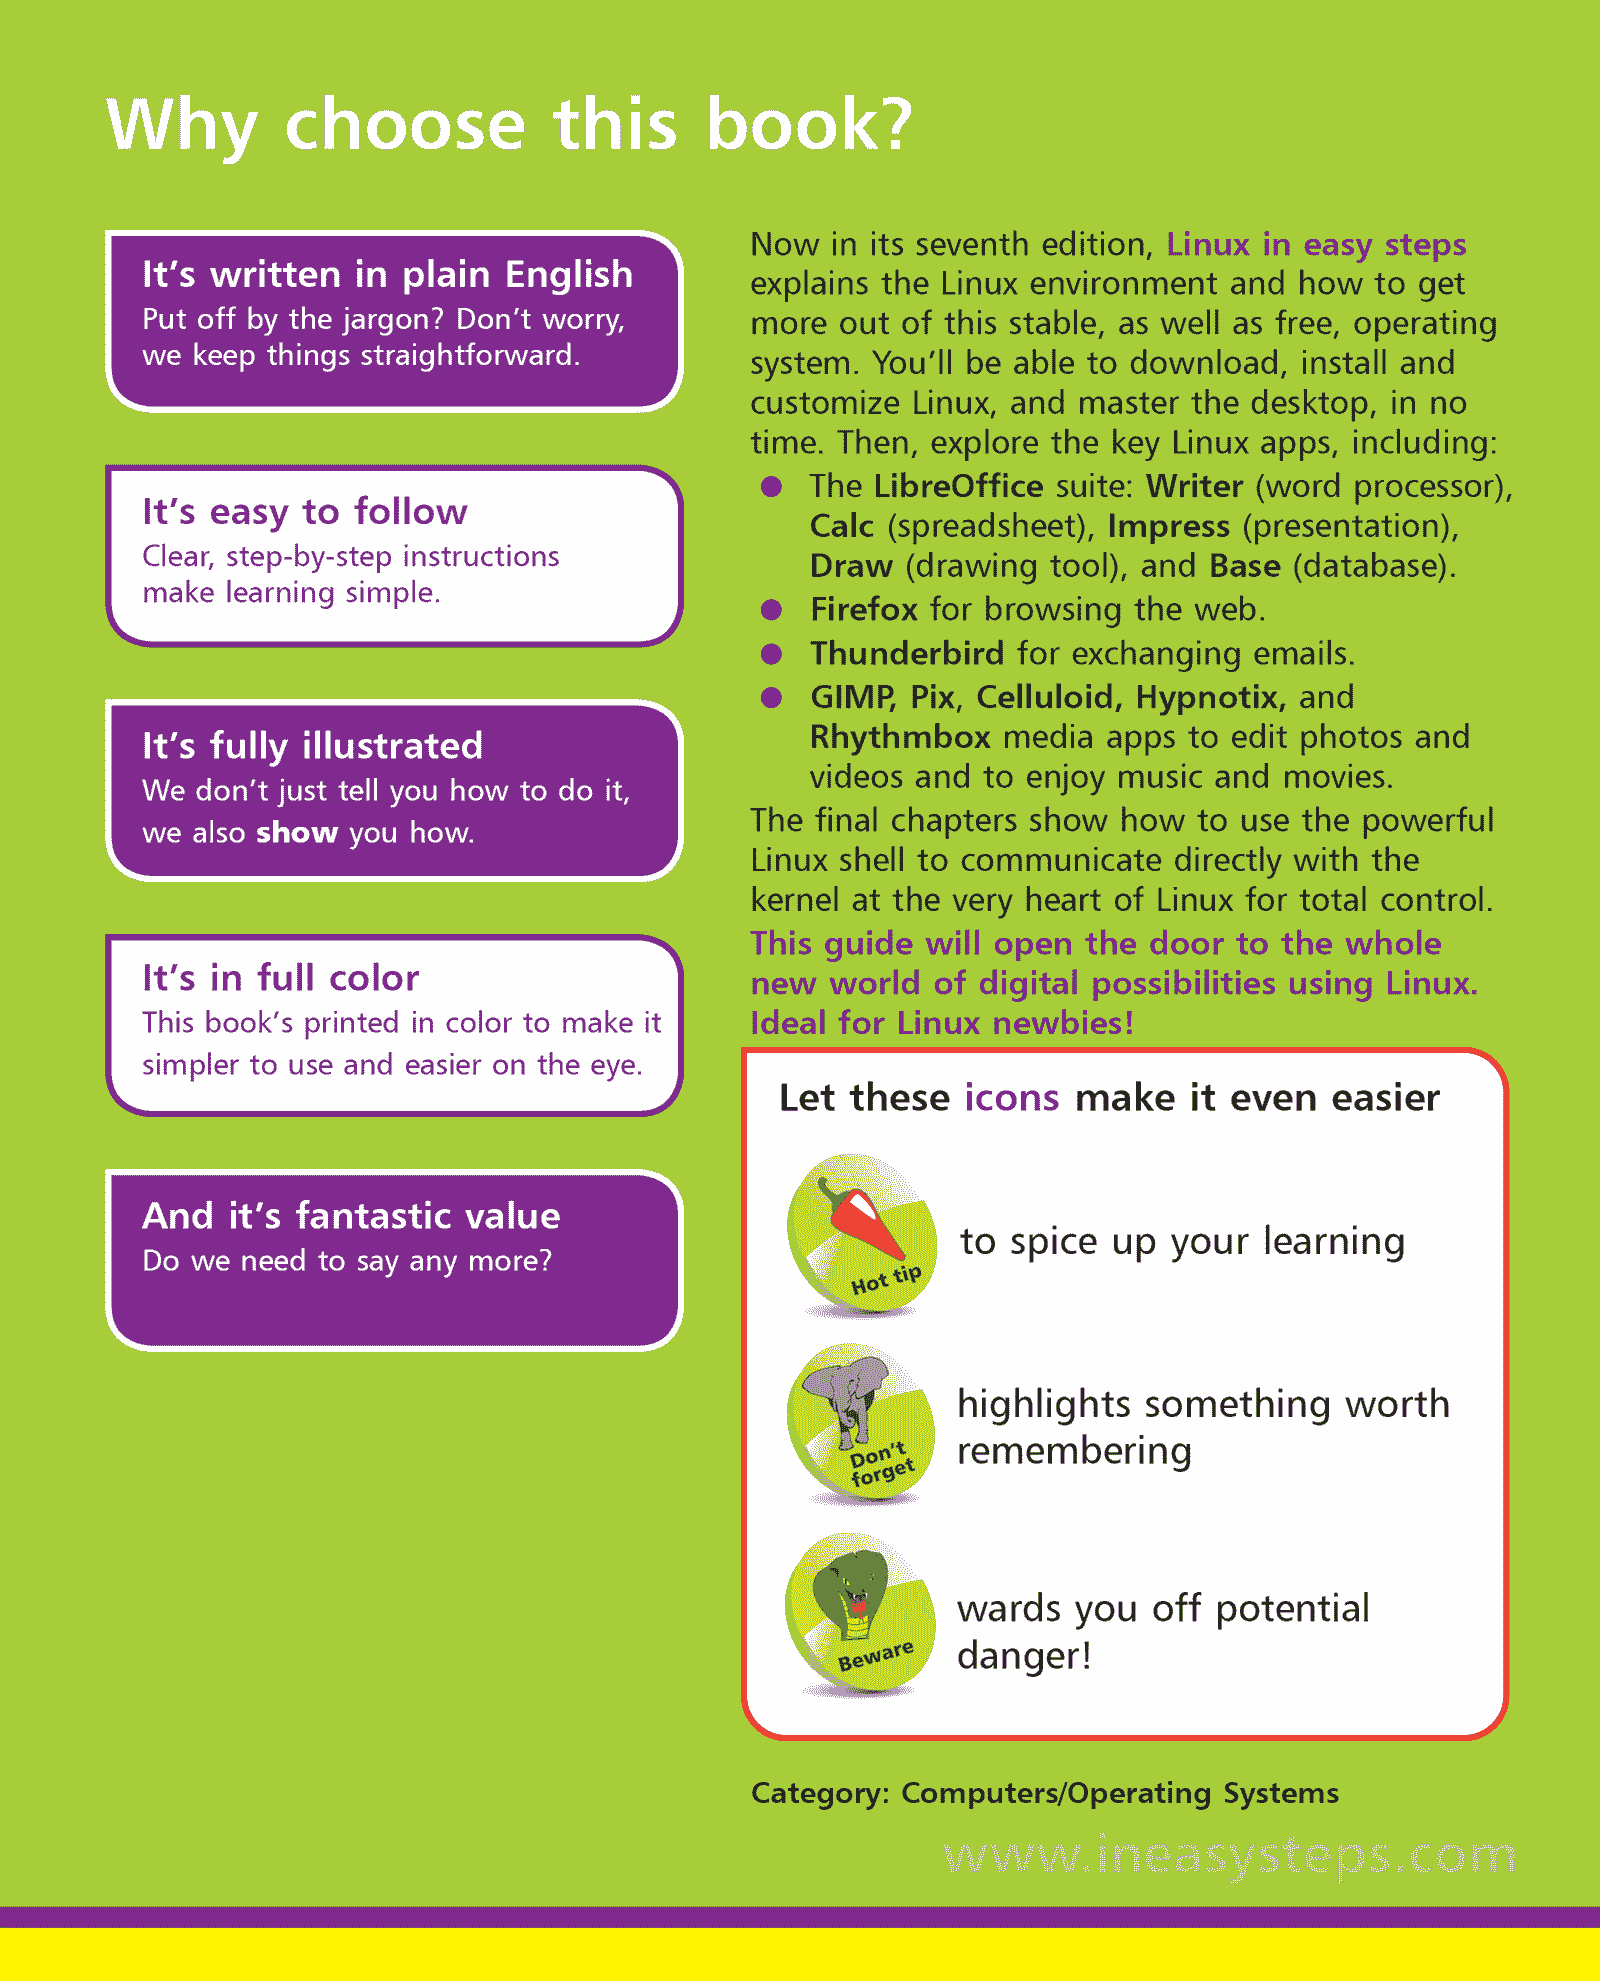 Why choose this book?
It's written in plain English
Put off by the jargon? Don't worry,
we keep things straightforward.
It's easy to follow
Clear, step-by-step instructions
make learning simple.
It's fully illustrated
We don't just tell you how to do it,
we also show you how.
It's in full color
This book's printed in color to make it
simpler to use and easier on the eye.
And it's fantastic value
Do we need to say any more?
Now in its seventh edition, Linux in easy steps
explains the Linux environment and how to get
more out of this stable, as well as free, operating
system. You'll be able to download, install and
customize Linux, and master the desktop, in no
time. Then, explore the key Linux apps, including:
● The LibreOffice suite: Writer (word processor),
Calc (spreadsheet), Impress (presentation),
Draw (drawing tool), and Base (database).
● Firefox for browsing the web.
● Thunderbird for exchanging emails.
● GIMP, Pix, Celluloid, Hypnotix, and
Rhythmbox media apps to edit photos and
videos and to enjoy music and movies.
The final chapters show how to use the powerful
Linux shell to communicate directly with the
kernel at the very heart of Linux for total control.
This guide will open the door to the whole
new world of digital possibilities using Linux.
Ideal for Linux newbies!
Let these icons make it even easier
Hot tip
to spice up your learning
Don't
forget
highlights something worth
remembering
Beware
wards you off potential
danger!
Category: Computers/Operating Systems
www.ineasysteps.com